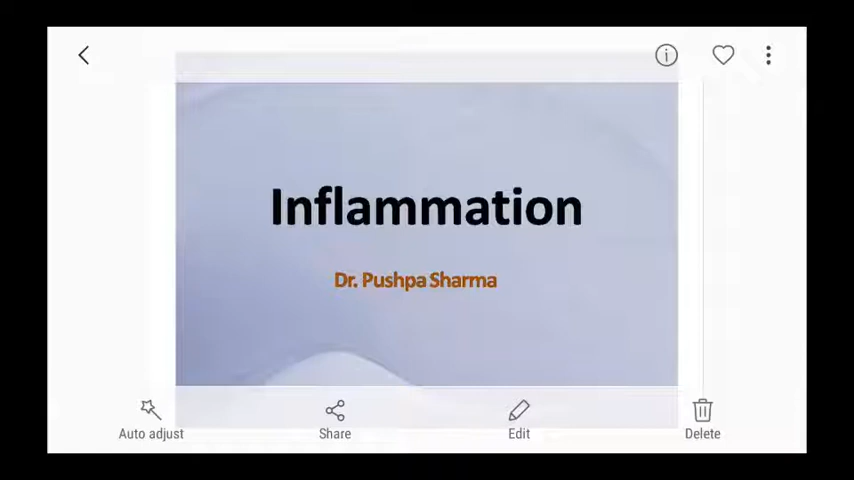 Inflammation
Dr. Pushpa Sharma
Auto adjust
Share
Edit
Delete